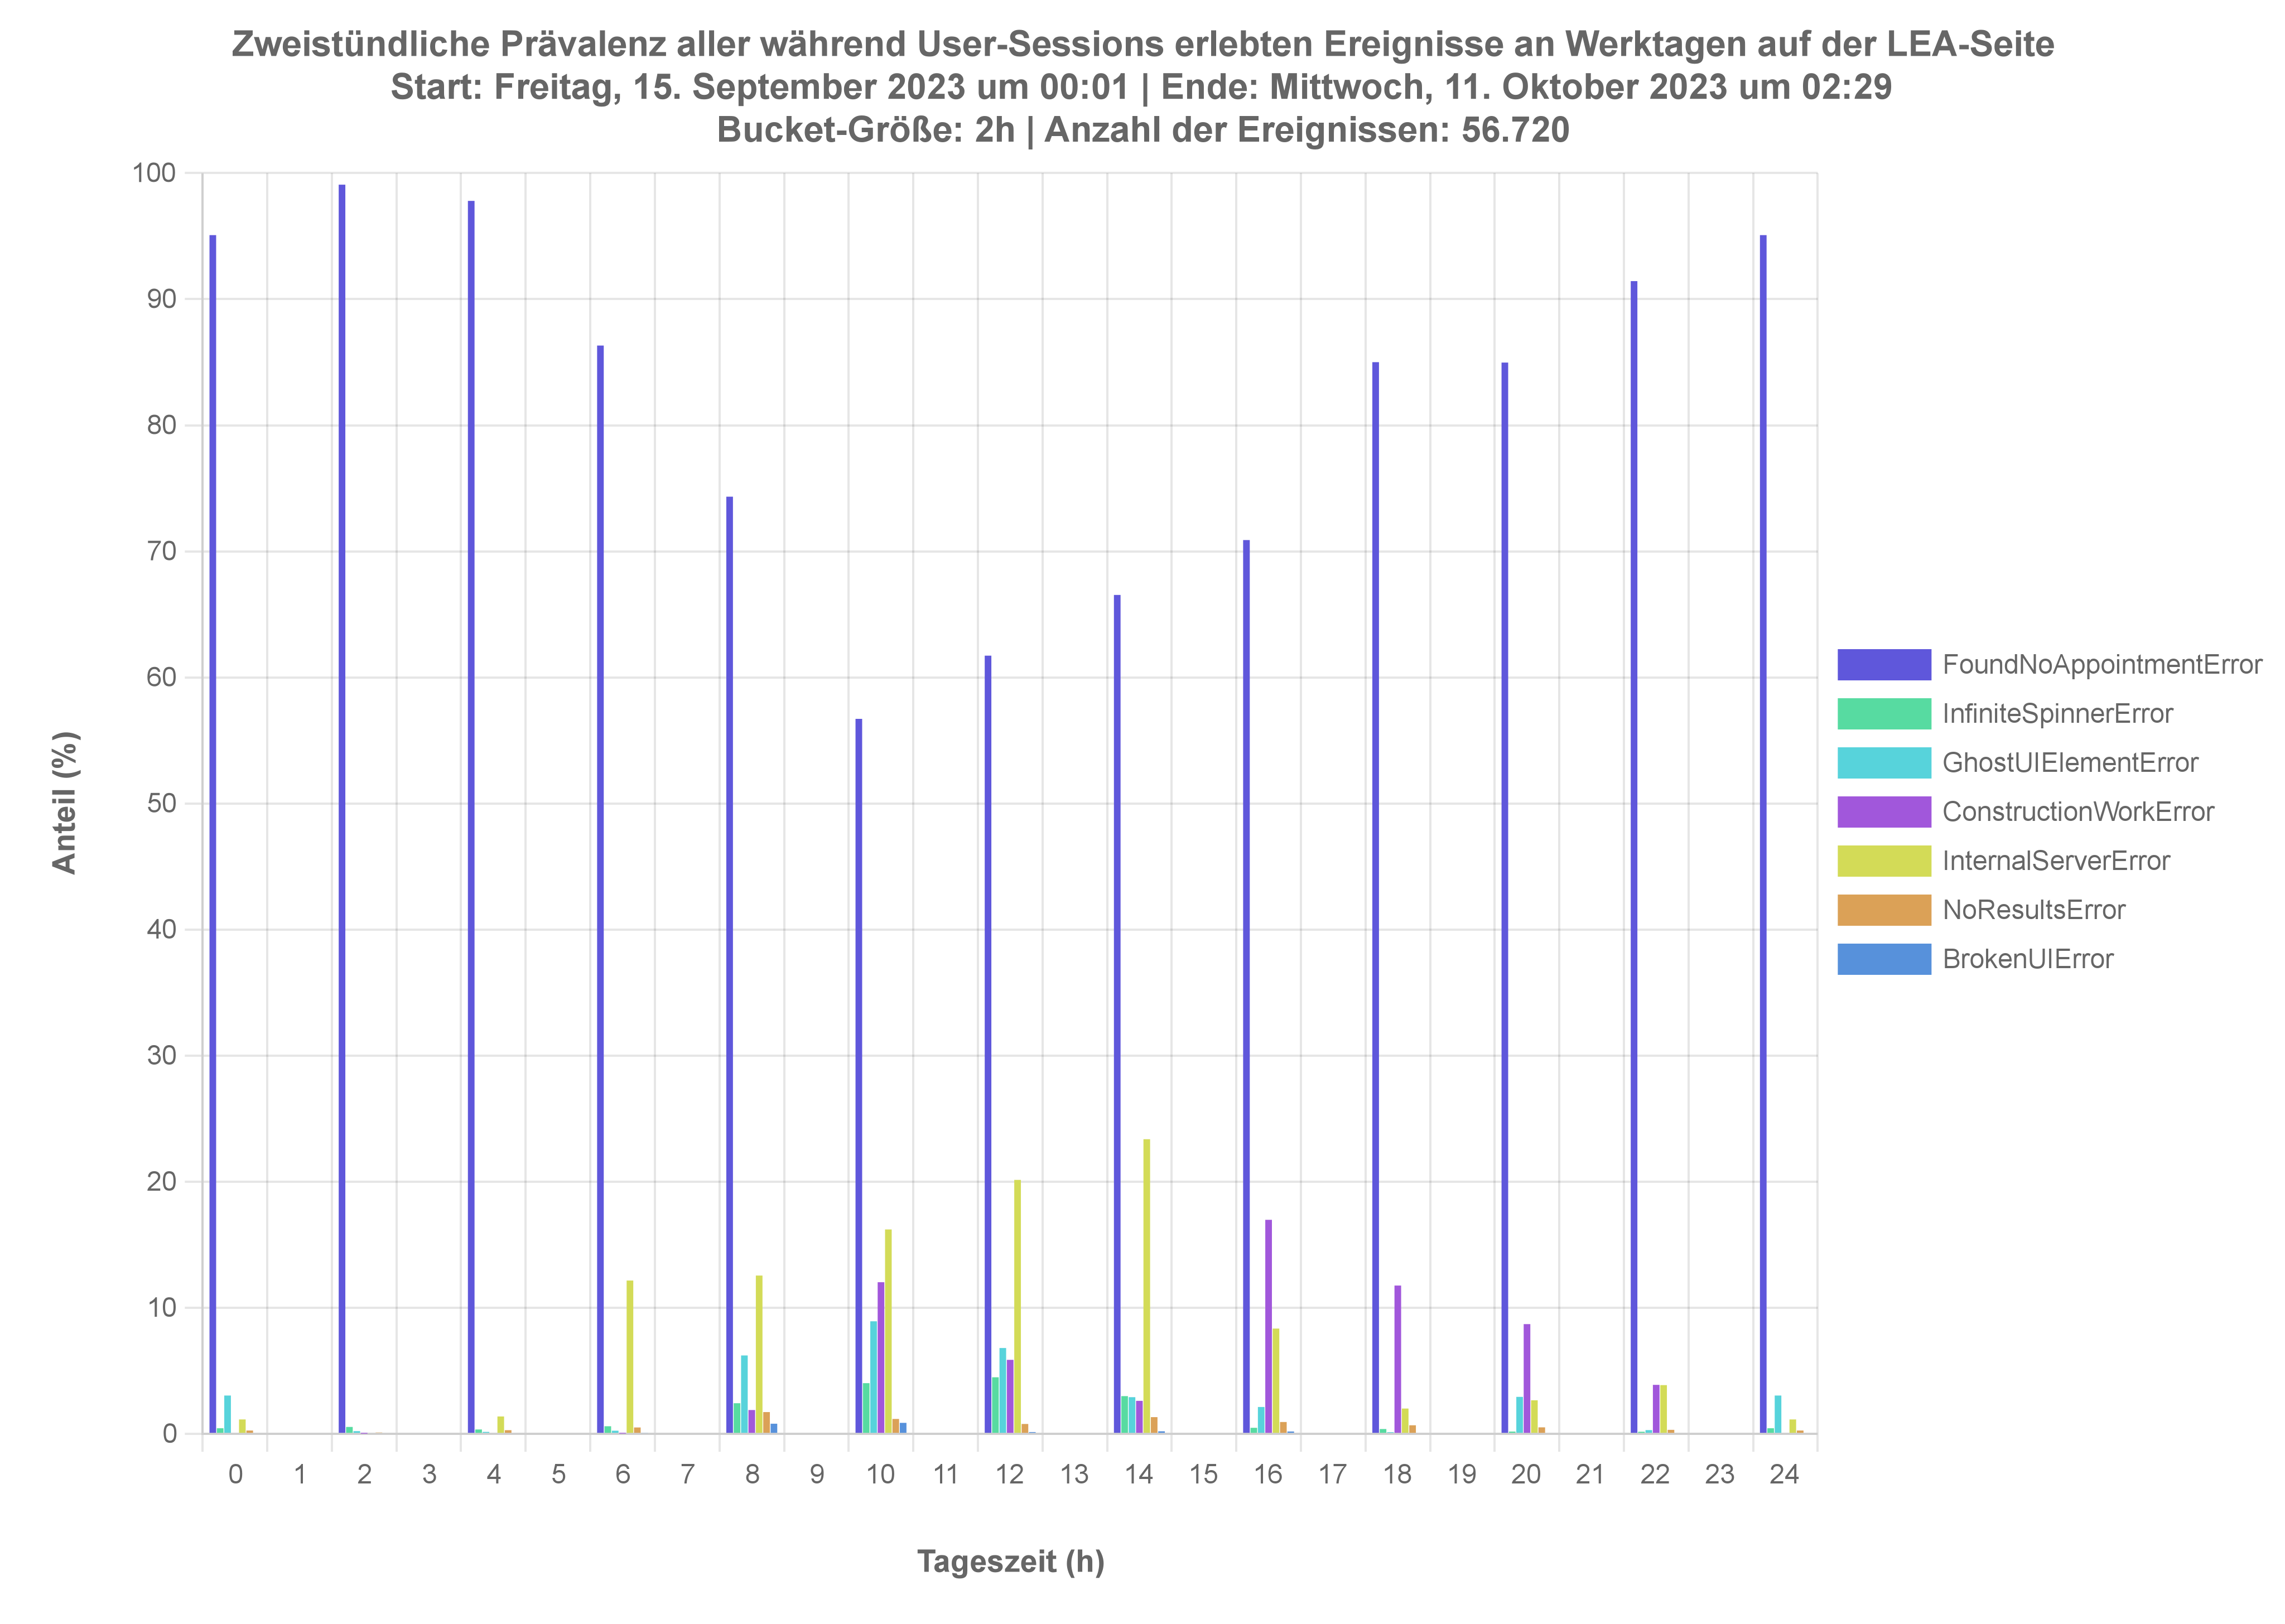 Zweistündliche Prävalenz aller während User-Sessions erlebten Ereignisse an Werktagen auf der LEA-Seite
Start: Freitag, 15. September 2023 um 00:01 | Ende: Mittwoch, 11. Oktober 2023 um 02:29
Bucket-Größe: 2h | Anzahl der Ereignissen: 56.720
Anteil (%)
100
90
80
70
60
50
40
30
20
10
0
0 1 2 3 4 5 6 7 8 9 10 11 12 13 14 15 16 17 18 19 20 21 22 23 24
Tageszeit (h)
FoundNoAppointmentError
InfiniteSpinnerError
GhostUIElementError
ConstructionWorkError
InternalServerError
NoResultsError
BrokenUIError